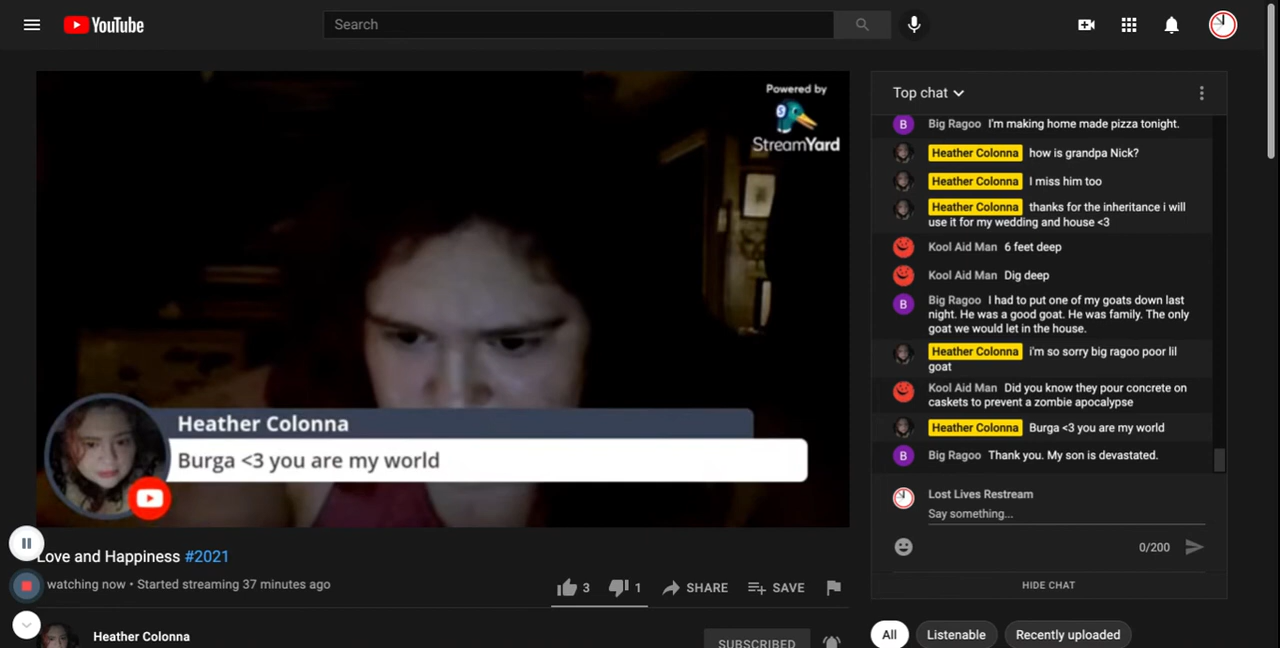 YouTube
Search
Powered by
StreamYard
Heather Colonna
Burga <3 you are my world
Love and Happiness #2021
watching now • Started streaming 37 minutes ago
3
1
SHARE
SAVE
Heather Colonna
SUBSCRIBED
Top chat
B Big Ragoo I'm making home made pizza tonight.
Heather Colonna how is grandpa Nick?
Heather Colonna I miss him too
Heather Colonna thanks for the inheritance i will
use it for my wedding and house <3
Kool Aid Man 6 feet deep
Kool Aid Man Dig deep
B Big Ragoo I had to put one of my goats down last
night. He was a good goat. He was family. The only
goat we would let in the house.
Heather Colonna i'm so sorry big ragoo poor lil
goat
Kool Aid Man Did you know they pour concrete on
caskets to prevent a zombie apocalypse
Heather Colonna Burga <3 you are my world
B Big Ragoo Thank you. My son is devastated.
Lost Lives Restream
Say something...
0/200
HIDE CHAT
All
Listenable
Recently uploaded